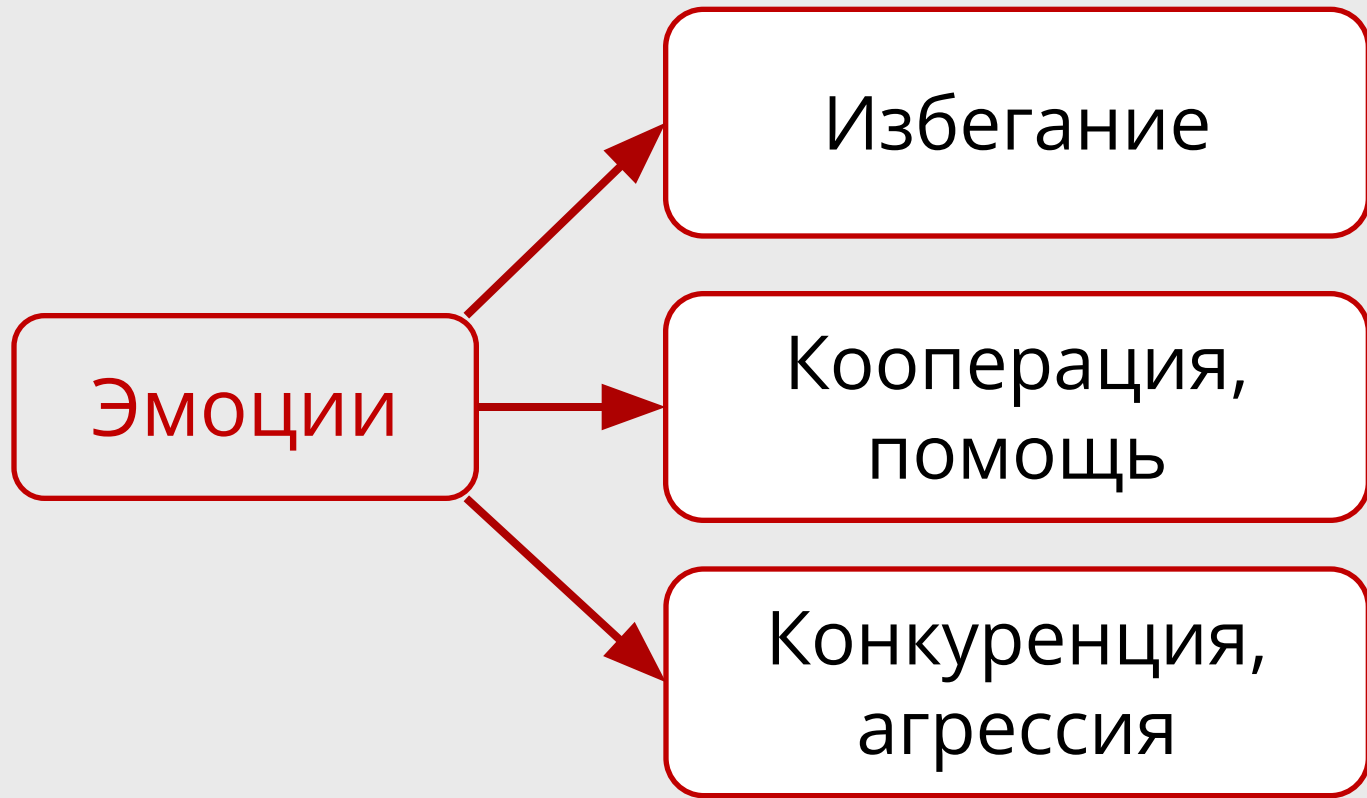 Избегание
Эмоции
Кооперация,
помощь
Конкуренция,
агрессия